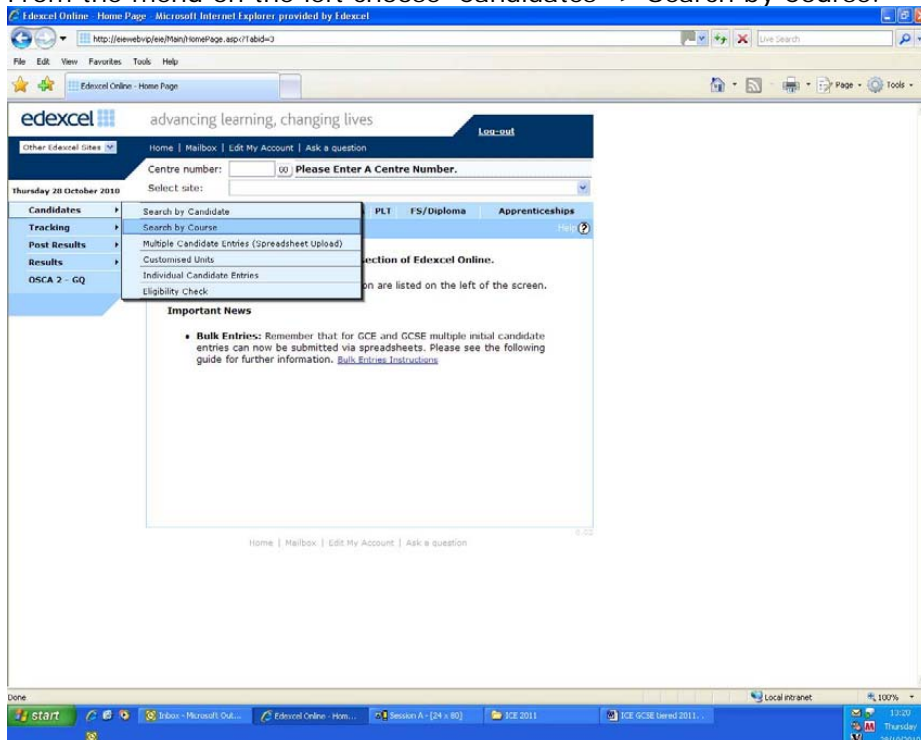 From the menu on the left choose "Candidates" > "Search by Course:
Edexcel Online - Home Page - Microsoft Internet Explorer provided by Edexcel
http://eiewebvip/eie/Main/HomePage.asp?Tabid=3
Live Search
File Edit View Favorites Tools Help
Edexcel Online - Home Page
Page Tools
edexcel
advancing learning, changing lives
Log-out
Other Edexcel Sites
Home | Mailbox | Edit My Account | Ask a question
Centre number: GO Please Enter A Centre Number.
Thursday 28 October 2010
Select site:
Candidates
Search by Candidate
PLT FS/Diploma Apprenticeships
Tracking
Search by Course
Help ?
Post Results
Multiple Candidate Entries (Spreadsheet Upload)
Results
Customised Units
ection of Edexcel Online.
OSCA 2 - GQ
Individual Candidate Entries
on are listed on the left of the screen.
Eligibility Check
Important News
• Bulk Entries: Remember that for GCE and GCSE multiple initial candidate
entries can now be submitted via spreadsheets. Please see the following
guide for further information. Bulk Entries Instructions
Home | Mailbox | Edit My Account | Ask a question
Done
Local intranet
100%
start
Inbox - Microsoft Out...
Edexcel Online - Hom...
Session A - [24 x 80]
ICE 2011
ICE GCSE tiered 2011...
13:20
Thursday